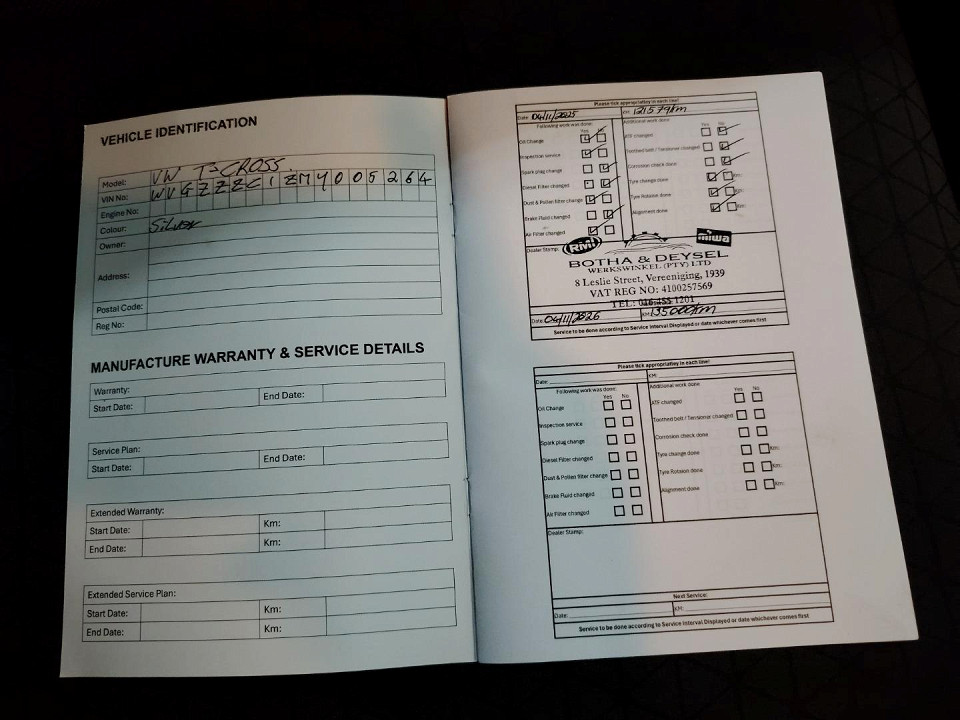 VEHICLE IDENTIFICATION
Model: VW T-CROSS
VIN No: WVGZZZC1ZMY005264
Engine No:
Colour: Silver
Owner:
Address:
Postal Code:
Reg No:
MANUFACTURE WARRANTY & SERVICE DETAILS
Warranty:
Start Date: End Date:
Service Plan:
Start Date: End Date:
Extended Warranty:
Start Date: Km:
End Date: Km:
Extended Service Plan:
Start Date: Km:
End Date: Km:
Please tick appropriatley in each line:
Date: 04/11/2025 KM: 121579km
Following work was done: Additional work done
Yes No Yes No
Oil Change ATF changed
Inspection service Toothed belt / Tensioner changed
Spark plug change Corrosion check done
Diesel Filter changed Tyre change done Km:
Dust & Pollen filter change Tyre Rotaion done Km:
Brake Fluid changed Alignment done Km:
Air Filter changed
Dealer Stamp:
RMI miwa
BOTHA & DEYSEL
WERKSWINKEL (PTY) LTD
8 Leslie Street, Vereeniging, 1939
VAT REG NO: 4100257569
TEL: 016 455 1201
Date: 04/11/2026 KM: 135000km
Service to be done according to Service Interval Displayed or date whichever comes first
Please tick appropriatley in each line:
Date: KM:
Following work was done: Additional work done
Yes No Yes No
Oil Change ATF changed
Inspection service Toothed belt / Tensioner changed
Spark plug change Corrosion check done
Diesel Filter changed Tyre change done Km:
Dust & Pollen filter change Tyre Rotaion done Km:
Brake Fluid changed Alignment done Km:
Air Filter changed
Dealer Stamp:
Next Service:
Date: KM:
Service to be done according to Service Interval Displayed or date whichever comes first